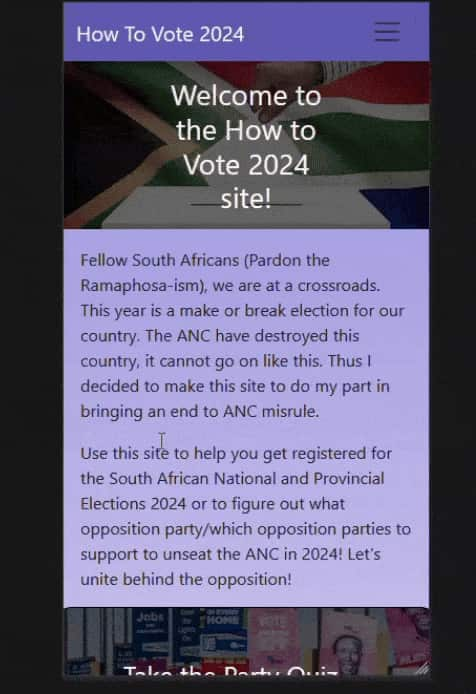 How To Vote 2024
Welcome to
the How to
Vote 2024
site!
Fellow South Africans (Pardon the
Ramaphosa-ism), we are at a crossroads.
This year is a make or break election for our
country. The ANC have destroyed this
country, it cannot go on like this. Thus I
decided to make this site to do my part in
bringing an end to ANC misrule.
Use this site to help you get registered for
the South African National and Provincial
Elections 2024 or to figure out what
opposition party/which opposition parties to
support to unseat the ANC in 2024! Let's
unite behind the opposition!
Jobs
HOME
VOTE
Take the Party Quiz